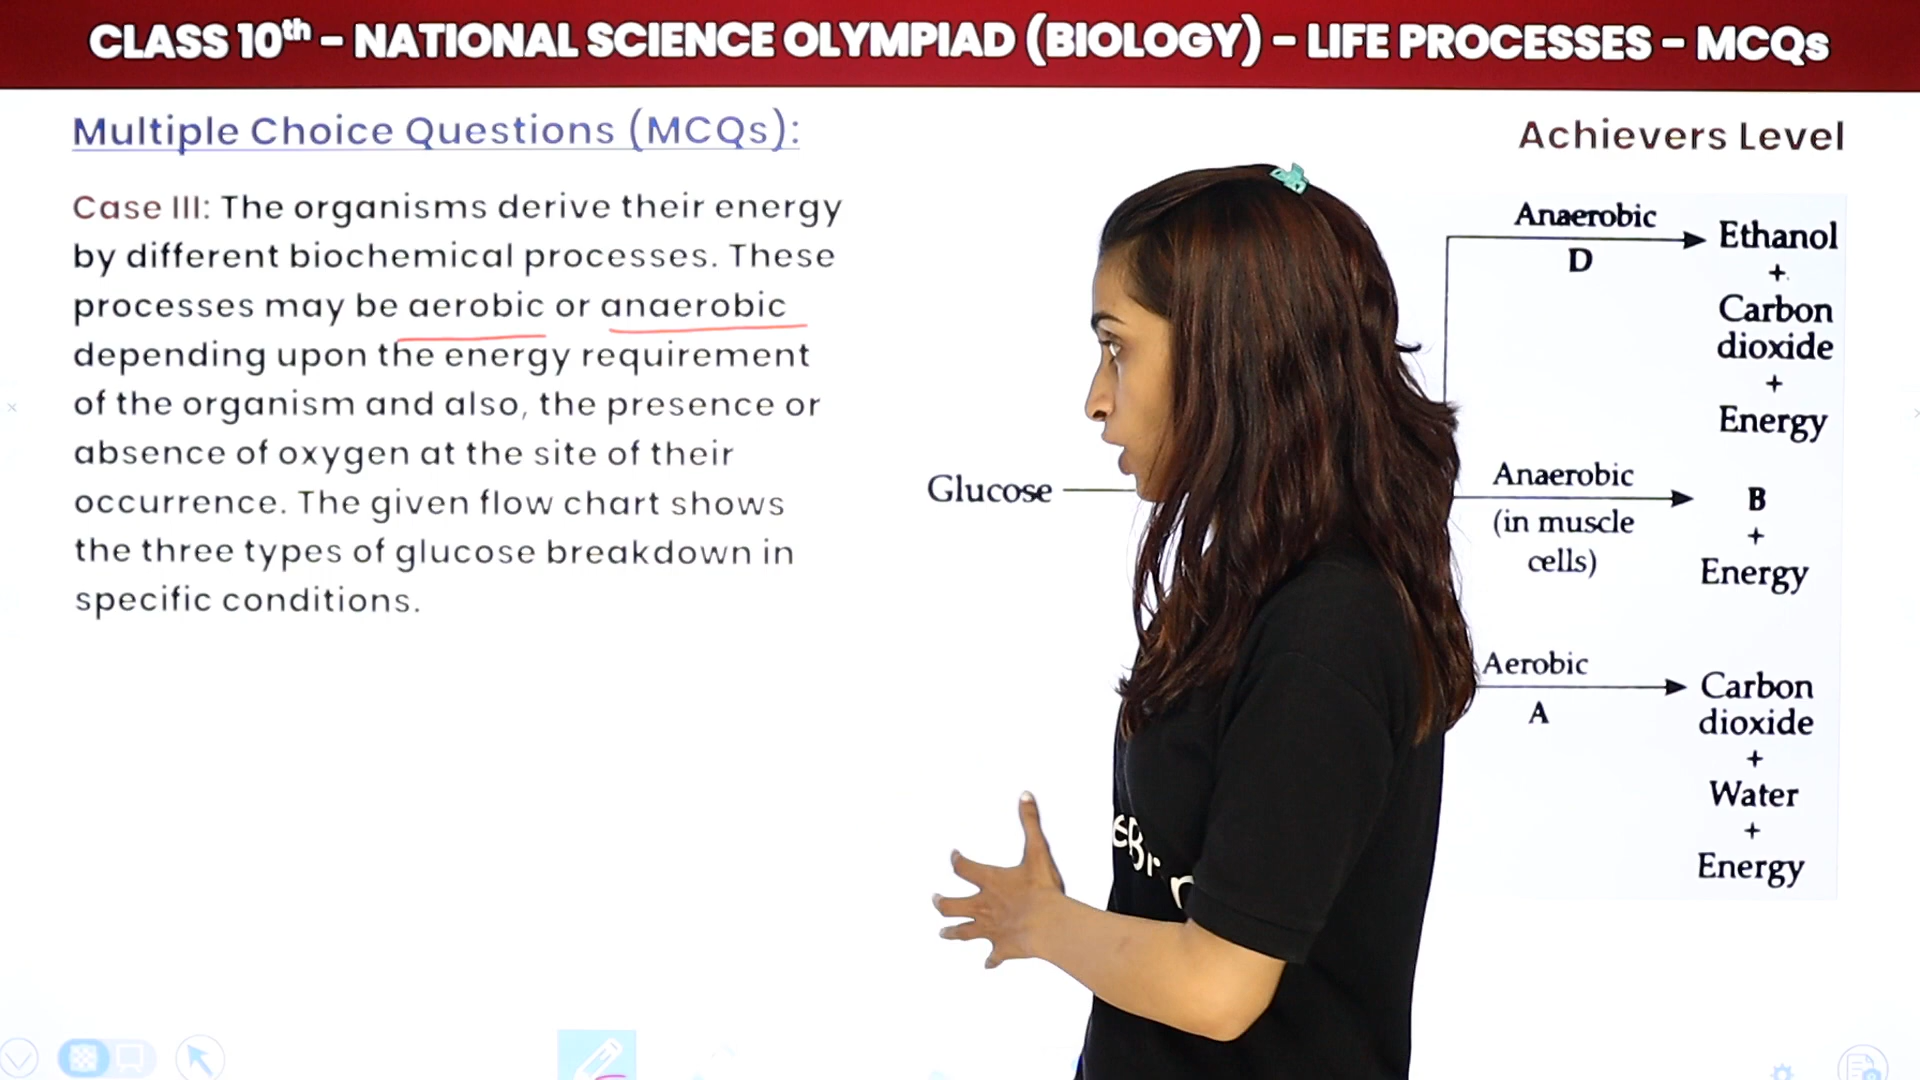 CLASS 10th – NATIONAL SCIENCE OLYMPIAD (BIOLOGY) – LIFE PROCESSES – MCQs
Multiple Choice Questions (MCQs):
Achievers Level
Case III: The organisms derive their energy
by different biochemical processes. These
processes may be aerobic or anaerobic
depending upon the energy requirement
of the organism and also, the presence or
absence of oxygen at the site of their
occurrence. The given flow chart shows
the three types of glucose breakdown in
specific conditions.
Glucose
Anaerobic
D
Ethanol
+
Carbon
dioxide
+
Energy
Anaerobic
(in muscle
cells)
B
+
Energy
Aerobic
A
Carbon
dioxide
+
Water
+
Energy